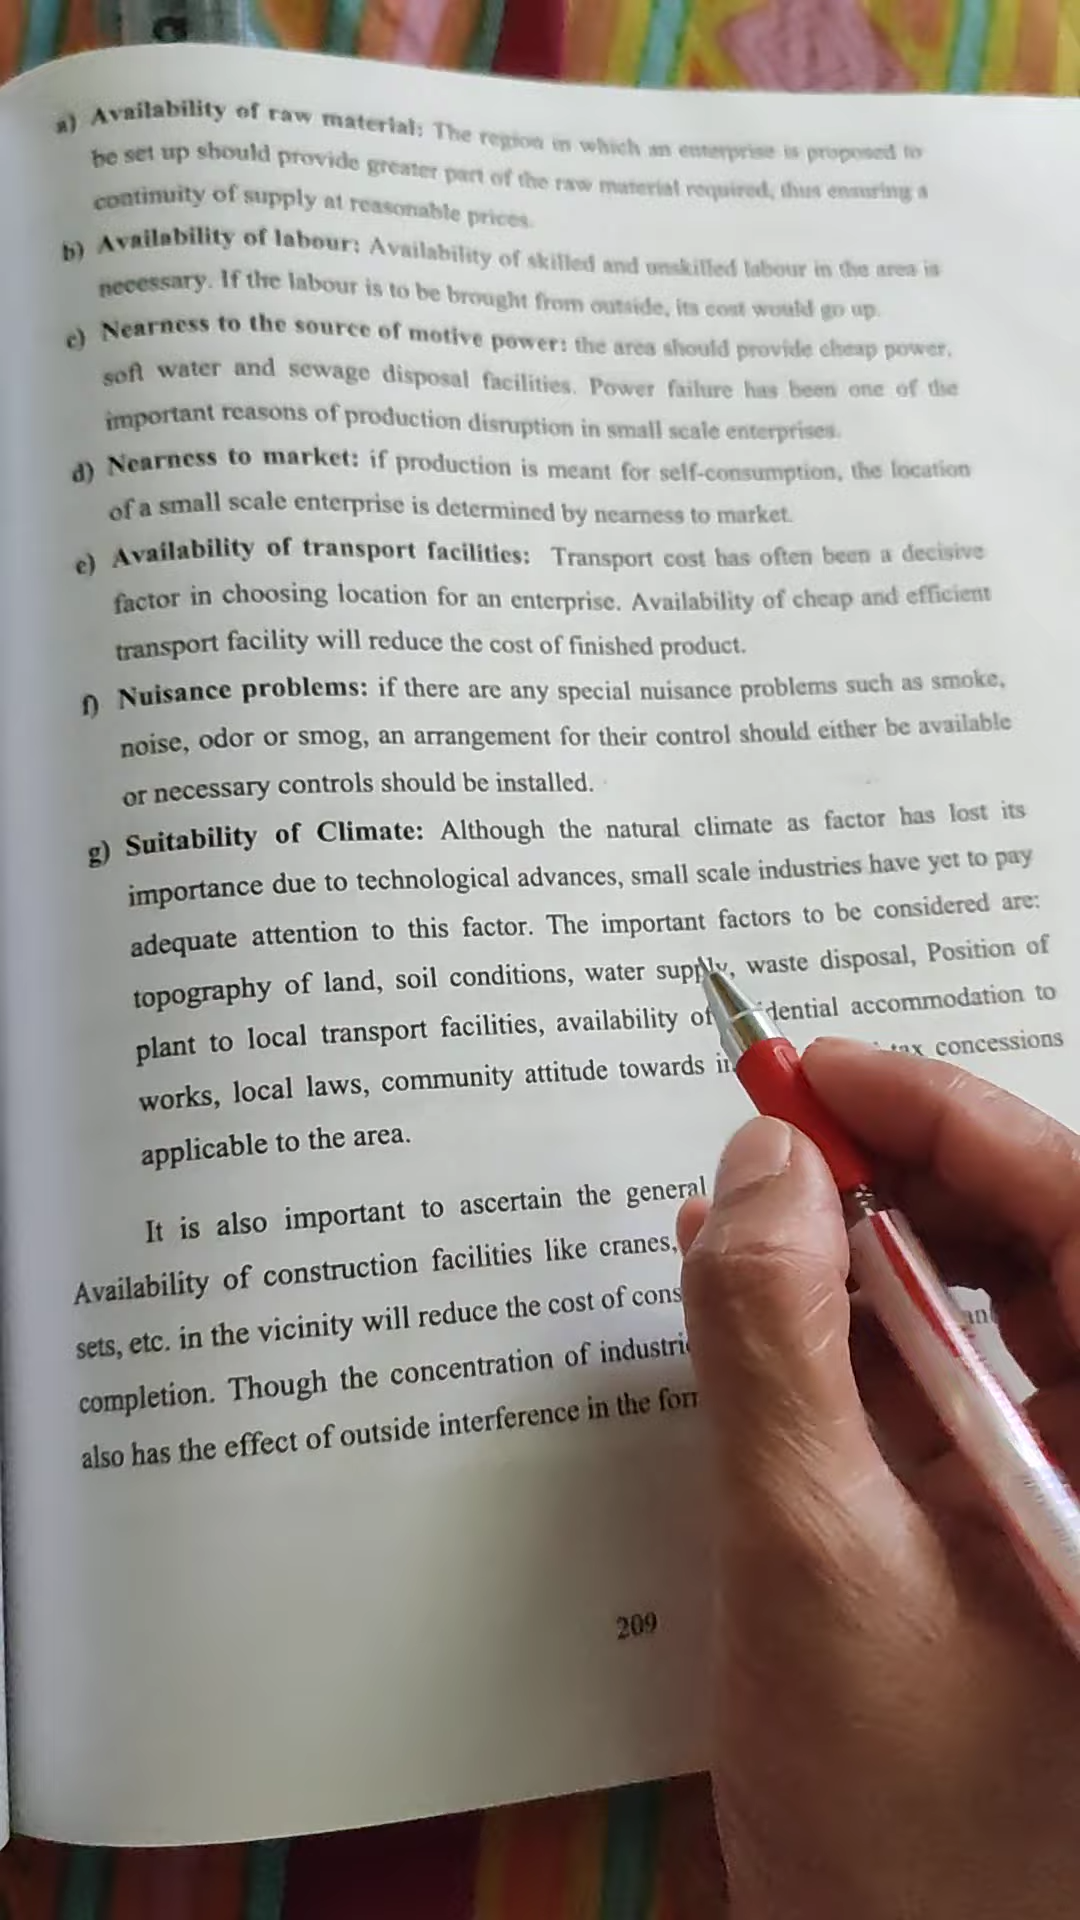 a) Availability of raw material: The region in which an enterprise is proposed to
be set up should provide greater part of the raw material required, thus ensuring a
continuity of supply at reasonable prices.
b) Availability of labour: Availability of skilled and unskilled labour in the area is
necessary. If the labour is to be brought from outside, its cost would go up.
c) Nearness to the source of motive power: the area should provide cheap power,
soft water and sewage disposal facilities. Power failure has been one of the
important reasons of production disruption in small scale enterprises.
d) Nearness to market: if production is meant for self-consumption, the location
of a small scale enterprise is determined by nearness to market.
e) Availability of transport facilities: Transport cost has often been a decisive
factor in choosing location for an enterprise. Availability of cheap and efficient
transport facility will reduce the cost of finished product.
f) Nuisance problems: if there are any special nuisance problems such as smoke,
noise, odor or smog, an arrangement for their control should either be available
or necessary controls should be installed.
g) Suitability of Climate: Although the natural climate as factor has lost its
importance due to technological advances, small scale industries have yet to pay
adequate attention to this factor. The important factors to be considered are:
topography of land, soil conditions, water supply, waste disposal, Position of
plant to local transport facilities, availability of accommodation to
works, local laws, community attitude towards tax concessions
applicable to the area.
It is also important to ascertain the general
Availability of construction facilities like cranes,
sets, etc. in the vicinity will reduce the cost of
completion. Though the concentration of
also has the effect of outside interference in the
209